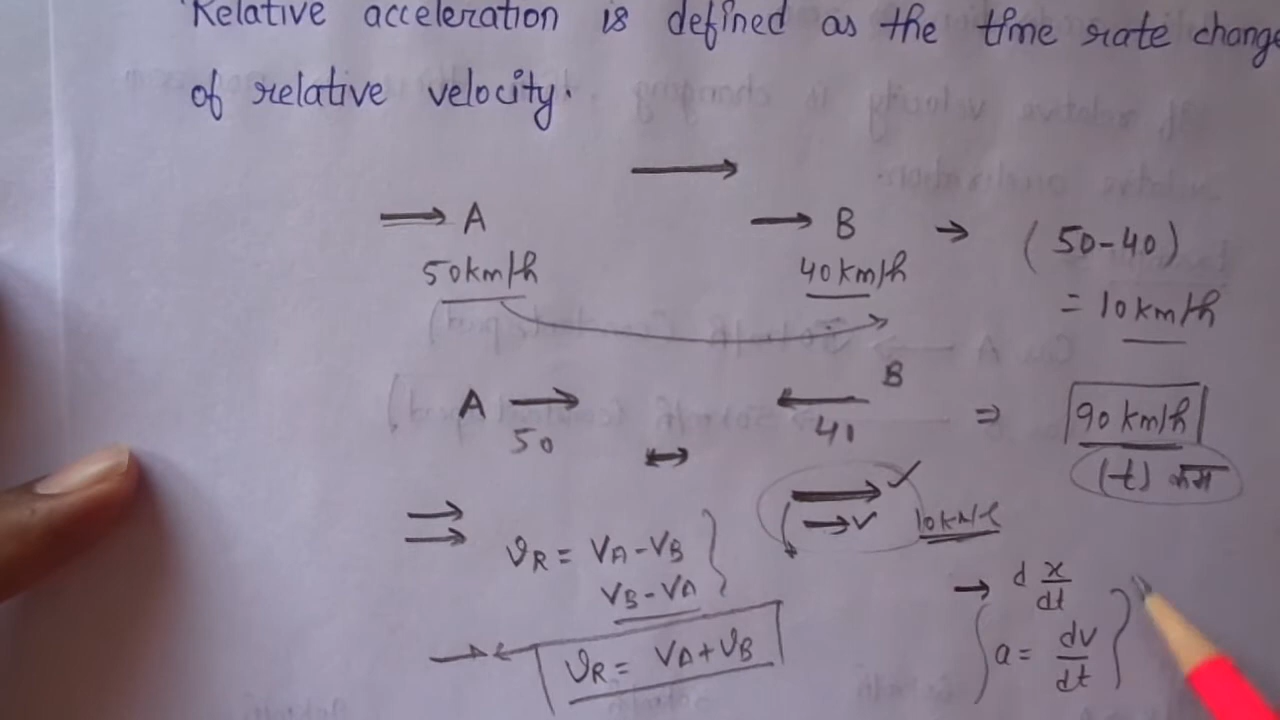 Relative acceleration is defined as the time rate change
of relative velocity.
A B → (50-40)
50km/h 40km/h = 10km/h
A → ← B ⇒ 90 km/h
50 41 (t) कम
10km/h
VR = VA - VB
VB - VA
→ d x/dt
VR = VA + VB
a = dv/dt